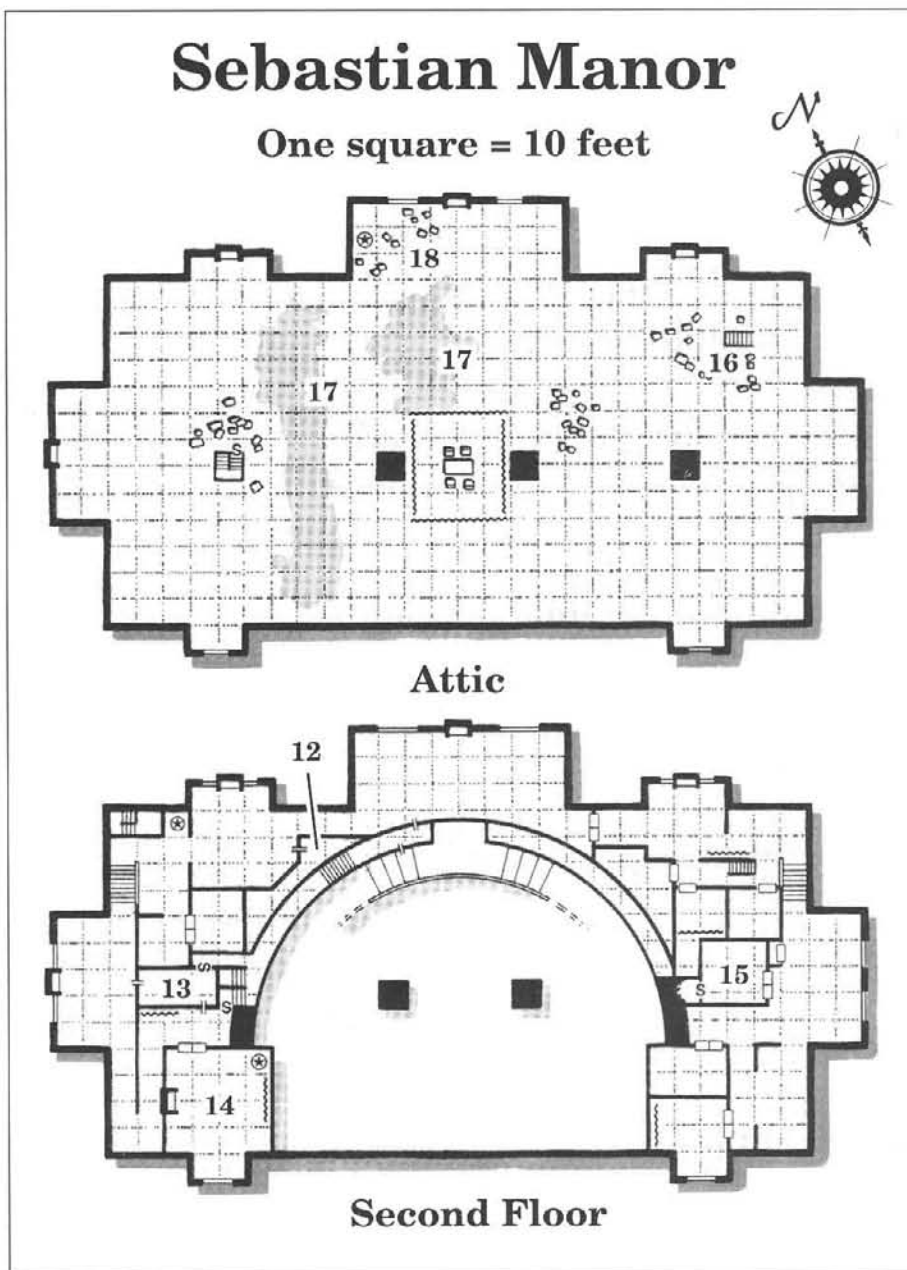 Sebastian Manor
One square = 10 feet
N
18
17
17
16
S
Attic
12
S
13
S
14
15
S
Second Floor